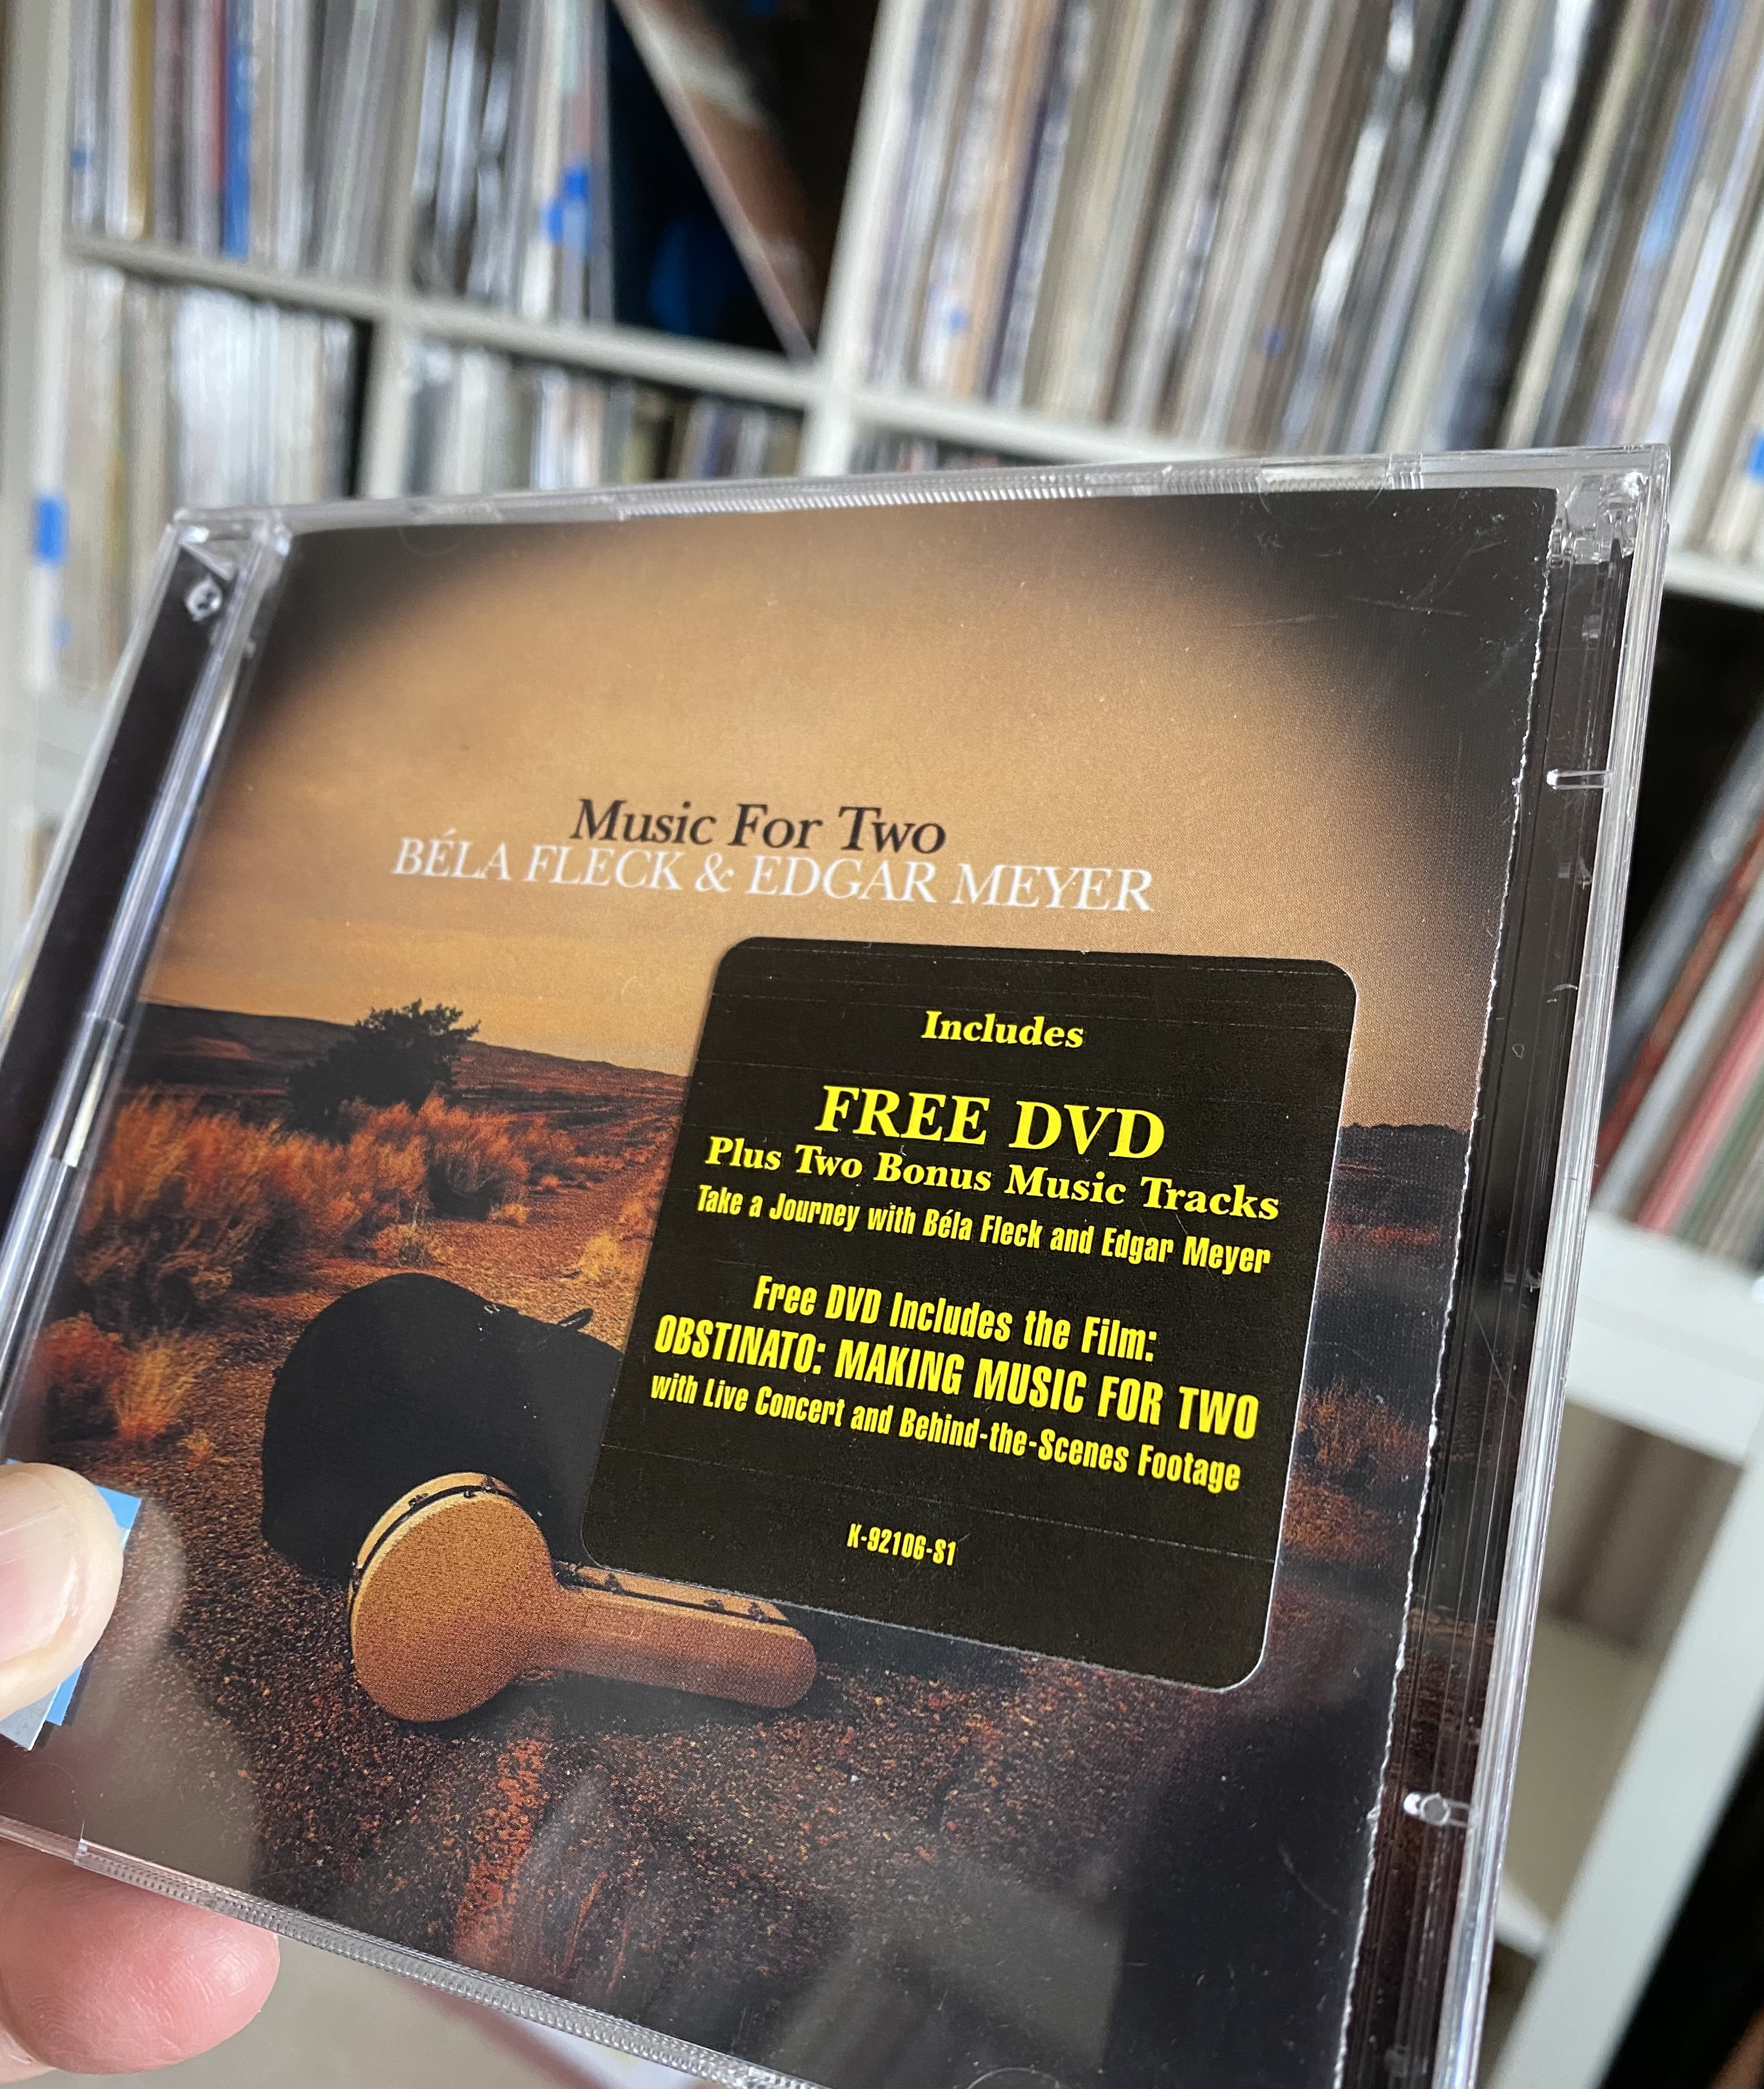 Music For Two
BÉLA FLECK & EDGAR MEYER
Includes
FREE DVD
Plus Two Bonus Music Tracks
Take a Journey with Béla Fleck and Edgar Meyer
Free DVD Includes the Film:
OBSTINATO: MAKING MUSIC FOR TWO
with Live Concert and Behind-the-Scenes Footage
K-92106-S1